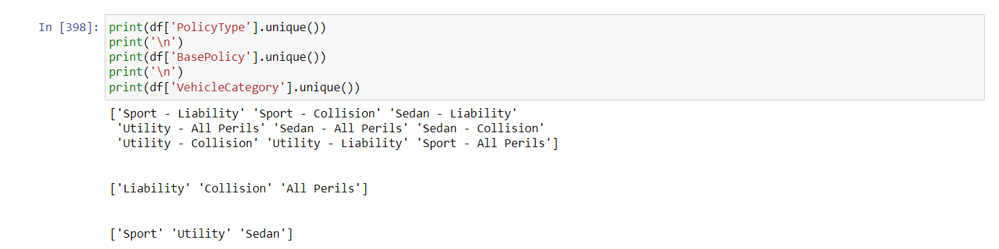 In [398]: print(df['PolicyType'].unique())
print('\n')
print(df['BasePolicy'].unique())
print('\n')
print(df['VehicleCategory'].unique())
['Sport - Liability' 'Sport - Collision' 'Sedan - Liability'
 'Utility - All Perils' 'Sedan - All Perils' 'Sedan - Collision'
 'Utility - Collision' 'Utility - Liability' 'Sport - All Perils']
['Liability' 'Collision' 'All Perils']
['Sport' 'Utility' 'Sedan']